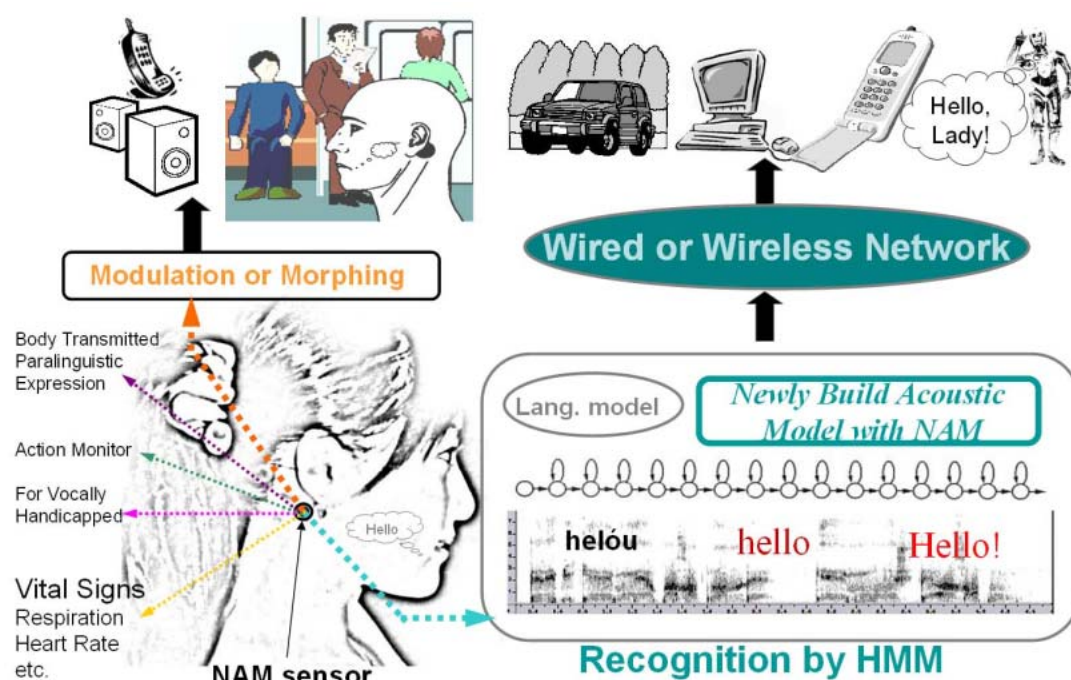 Hello,
Lady!
Wired or Wireless Network
Modulation or Morphing
Body Transmitted
Paralinguistic
Expression
Action Monitor
For Vocally
Handicapped
Vital Signs
Respiration
Heart Rate
etc.
Hello
NAM sensor
Lang. model
Newly Build Acoustic
Model with NAM
helóu
hello
Hello!
Recognition by HMM